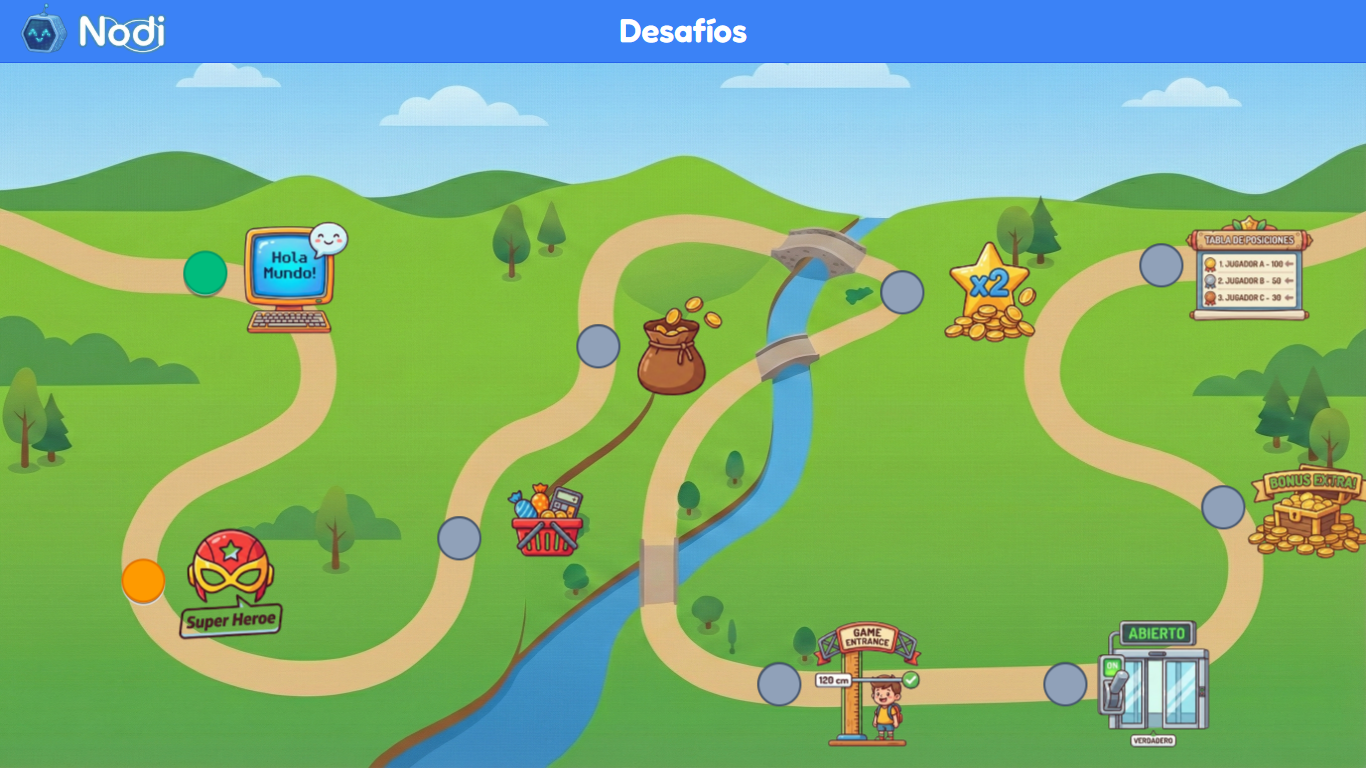 Nodi
Desafíos
Hola
Mundo!
x2
TABLA DE POSICIONES
1. JUGADOR A - 100
2. JUGADOR B - 50
3. JUGADOR C - 30
BONUS EXTRA!
Super Heroe
GAME
ENTRANCE
120 cm
ABIERTO
ON
VERDADERO